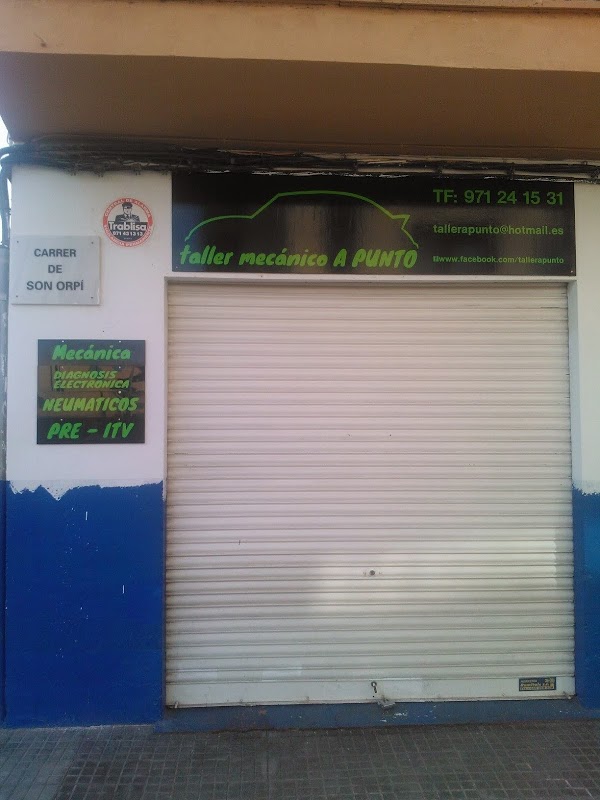 TF: 971 24 15 31
tallerapunto@hotmail.es
www.facebook.com/tallerapunto
taller mecánico A PUNTO
Trablisa
CARRER
DE
SON ORPÍ
Mecánica
DIAGNOSIS
ELECTRONICA
NEUMATICOS
PRE - ITV